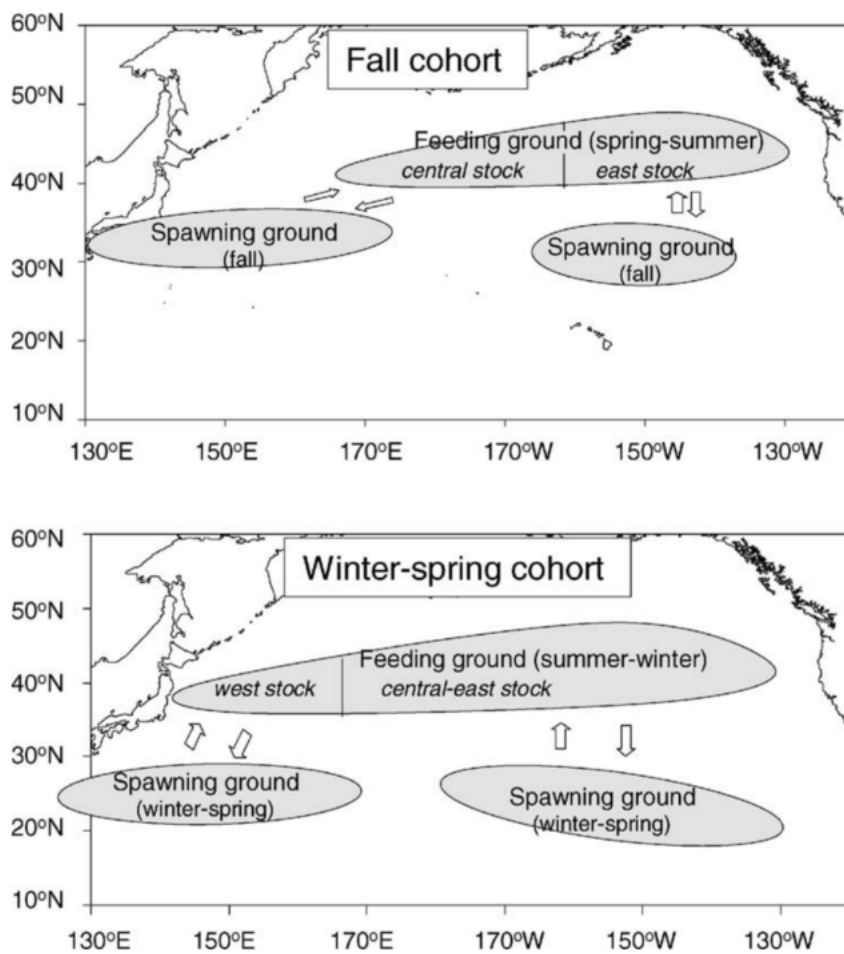 60°N
Fall cohort
50°N
Feeding ground (spring-summer)
central stock east stock
40°N
Spawning ground
(fall)
Spawning ground
(fall)
30°N
20°N
10°N
130°E 150°E 170°E 170°W 150°W 130°W
60°N
Winter-spring cohort
50°N
Feeding ground (summer-winter)
west stock central-east stock
40°N
30°N
Spawning ground
(winter-spring)
Spawning ground
(winter-spring)
20°N
10°N
130°E 150°E 170°E 170°W 150°W 130°W